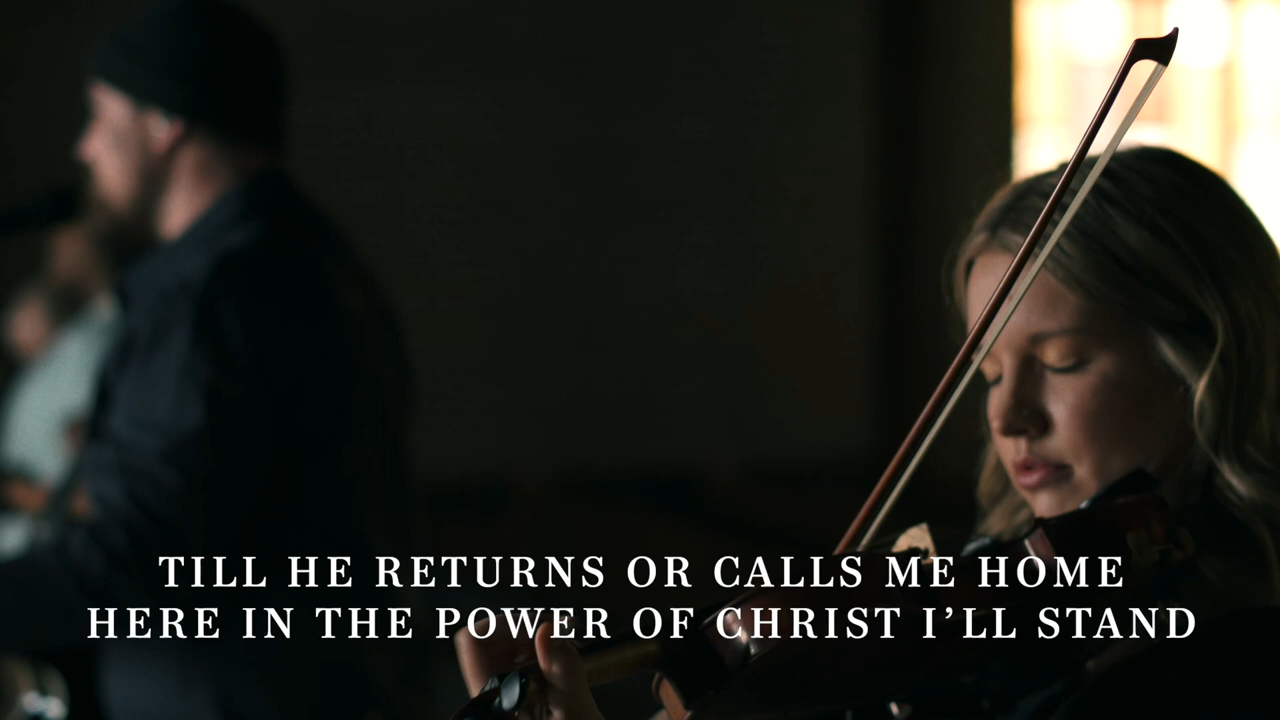 TILL HE RETURNS OR CALLS ME HOME
HERE IN THE POWER OF CHRIST I’LL STAND